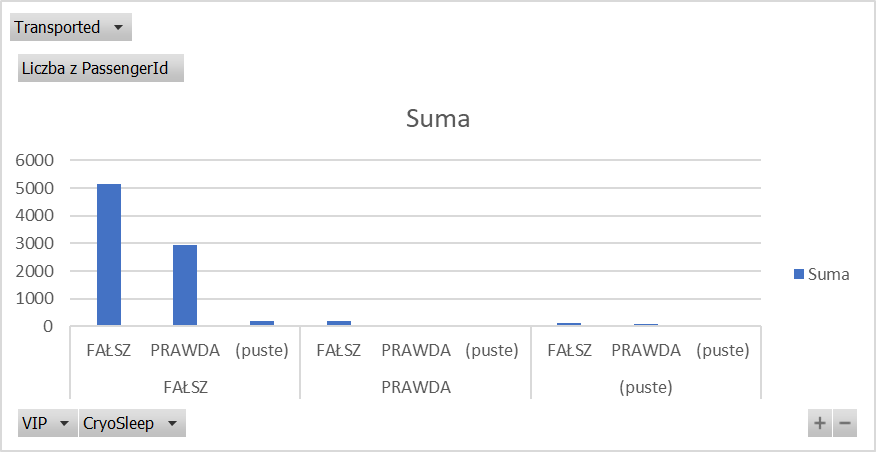 Transported
Liczba z PassengerId
Suma
6000
5000
4000
3000
2000
1000
0
Suma
FAŁSZ PRAWDA (puste) FAŁSZ PRAWDA (puste) FAŁSZ PRAWDA (puste)
FAŁSZ PRAWDA (puste)
VIP CryoSleep + −